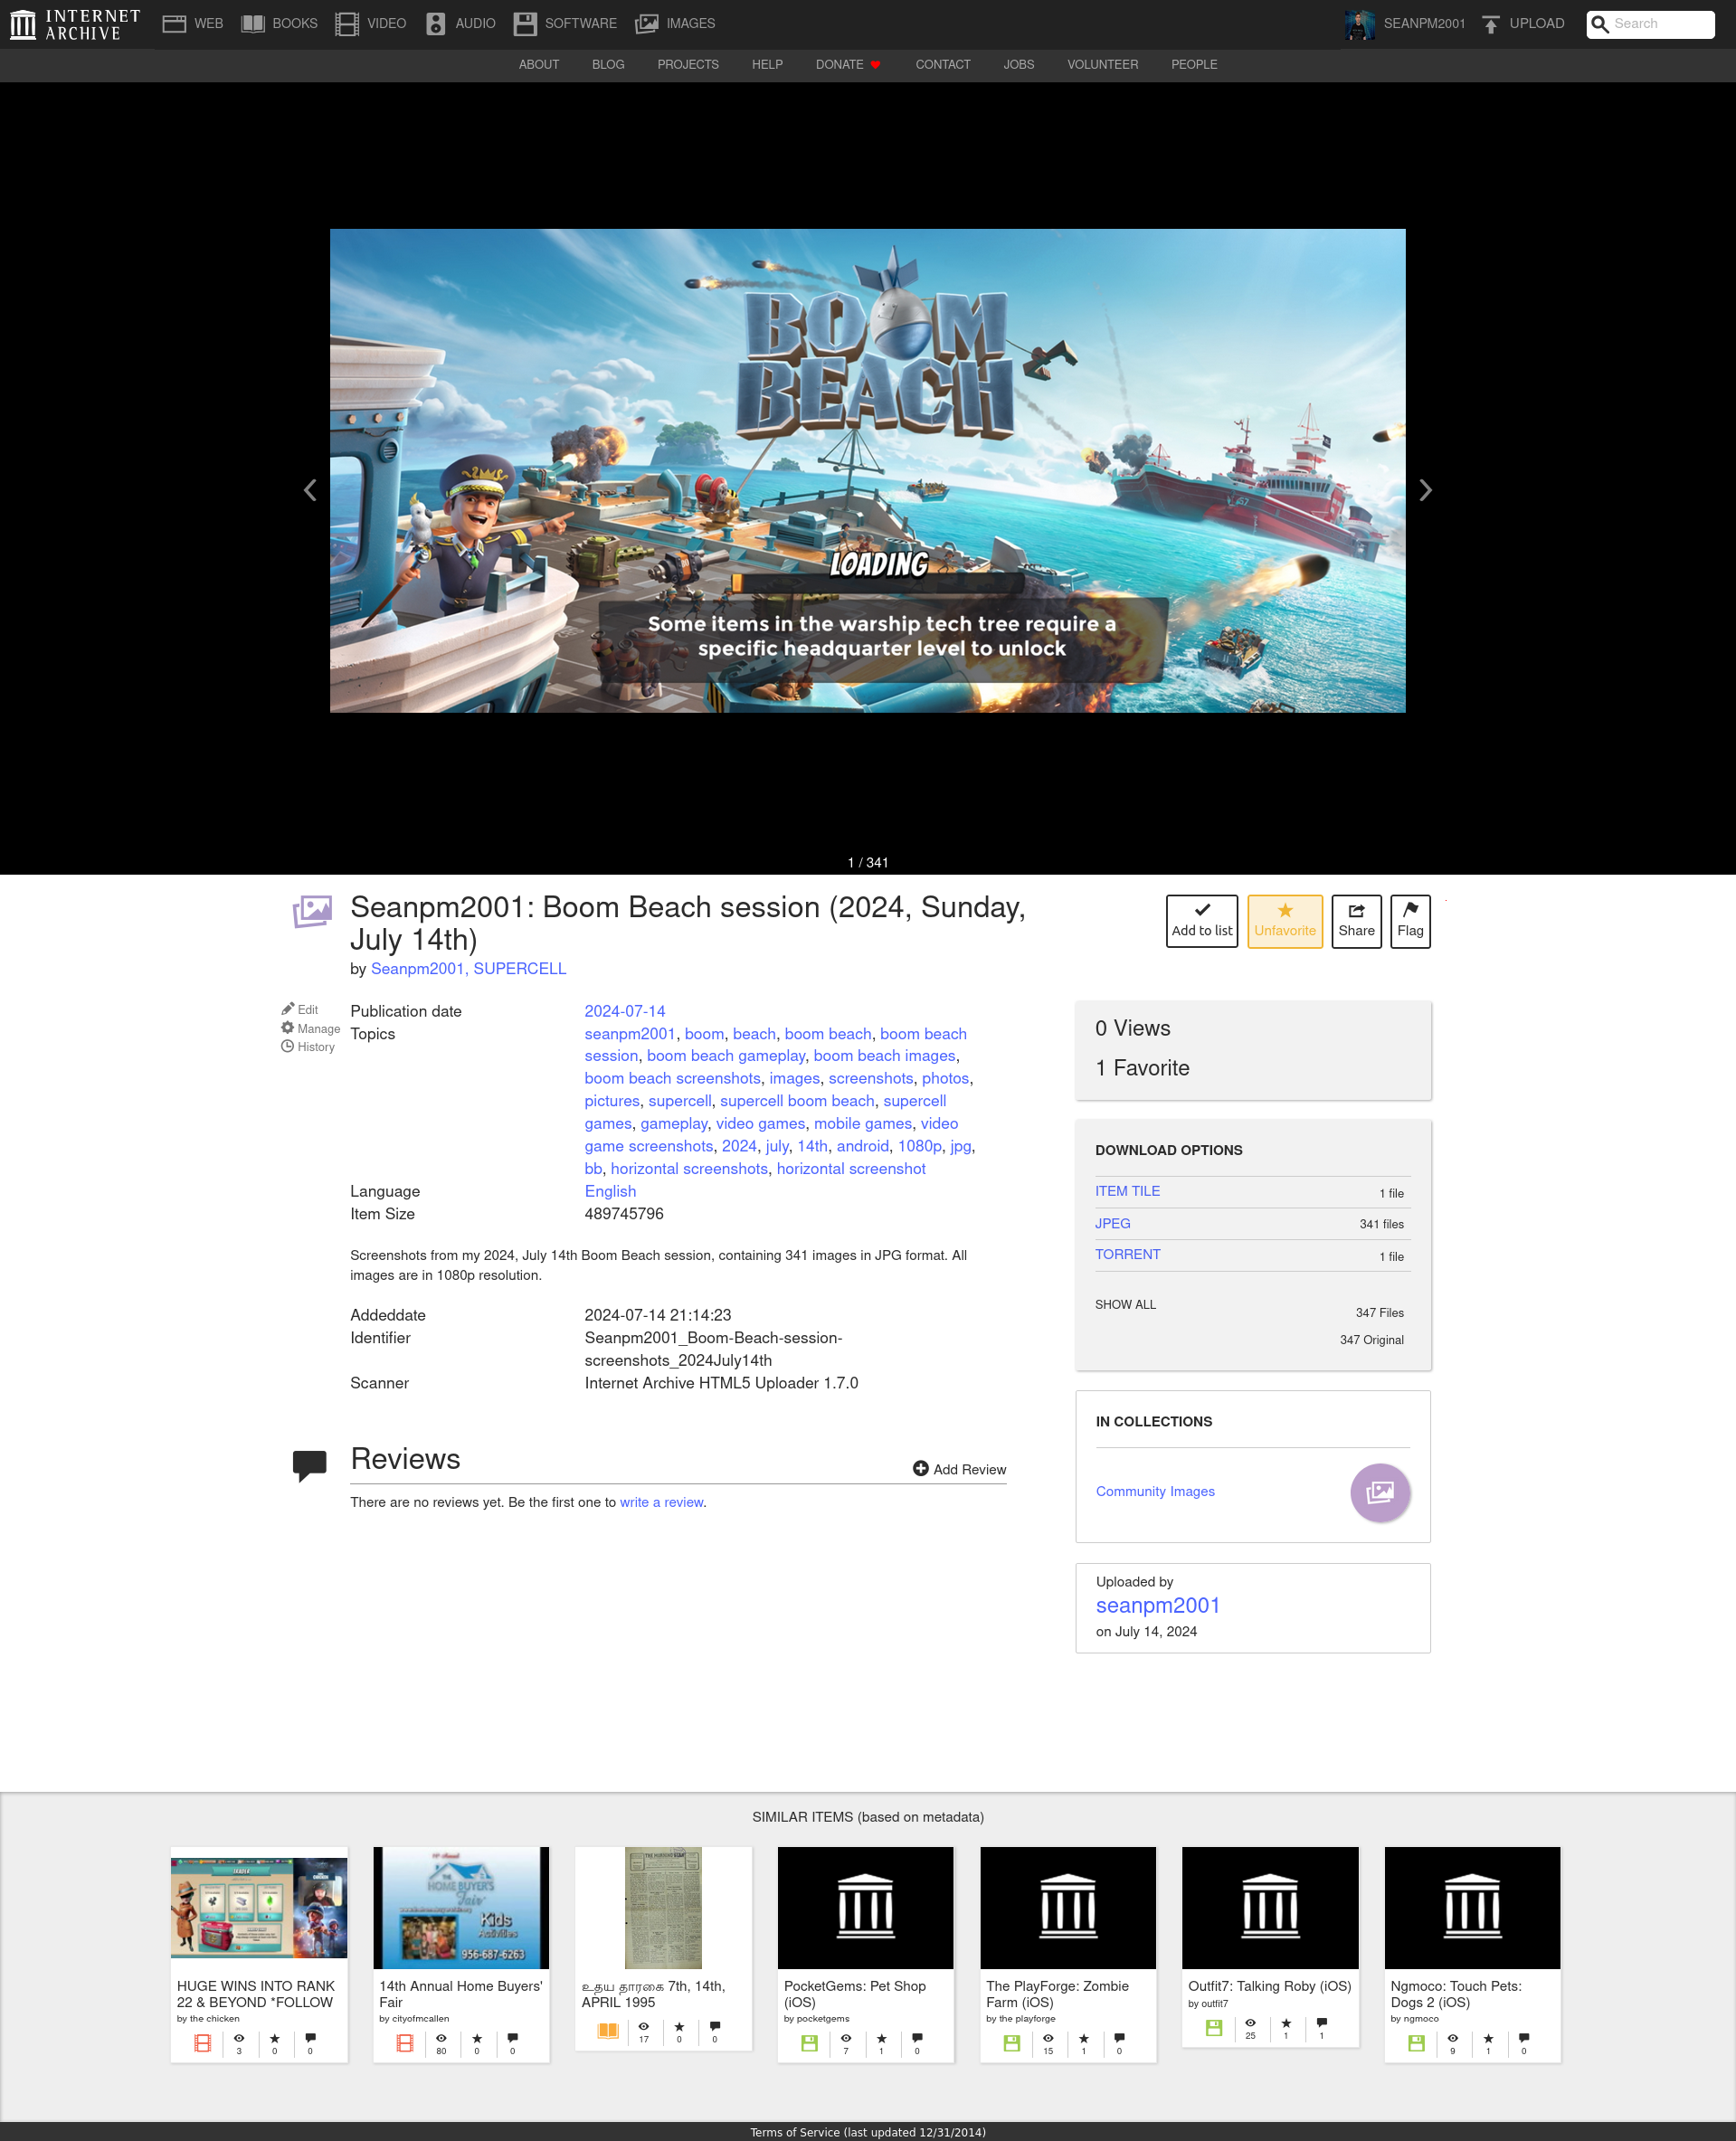 INTERNET
ARCHIVE
WEB BOOKS VIDEO AUDIO SOFTWARE IMAGES SEANPM2001 UPLOAD Search
ABOUT BLOG PROJECTS HELP DONATE CONTACT JOBS VOLUNTEER PEOPLE
BOOM
BEACH
LOADING
Some items in the warship tech tree require a
specific headquarter level to unlock
1 / 341
Seanpm2001: Boom Beach session (2024, Sunday,
July 14th)
by Seanpm2001, SUPERCELL
Add to list Unfavorite Share Flag
Edit
Manage
History
Publication date 2024-07-14
Topics seanpm2001, boom, beach, boom beach, boom beach
session, boom beach gameplay, boom beach images,
boom beach screenshots, images, screenshots, photos,
pictures, supercell, supercell boom beach, supercell
games, gameplay, video games, mobile games, video
game screenshots, 2024, july, 14th, android, 1080p, jpg,
bb, horizontal screenshots, horizontal screenshot
Language English
Item Size 489745796
Screenshots from my 2024, July 14th Boom Beach session, containing 341 images in JPG format. All
images are in 1080p resolution.
Addeddate 2024-07-14 21:14:23
Identifier Seanpm2001_Boom-Beach-session-
screenshots_2024July14th
Scanner Internet Archive HTML5 Uploader 1.7.0
Reviews
Add Review
There are no reviews yet. Be the first one to write a review.
0 Views
1 Favorite
DOWNLOAD OPTIONS
ITEM TILE 1 file
JPEG 341 files
TORRENT 1 file
SHOW ALL 347 Files
347 Original
IN COLLECTIONS
Community Images
Uploaded by
seanpm2001
on July 14, 2024
SIMILAR ITEMS (based on metadata)
HUGE WINS INTO RANK
22 & BEYOND *FOLLOW
by the chicken
3 0 0
HOME BUYER'S
Fair
Kids
Activities
956-687-6263
14th Annual Home Buyers'
Fair
by cityofmcallen
80 0 0
உதய தாரகை 7th, 14th,
APRIL 1995
17 0 0
PocketGems: Pet Shop
(iOS)
by pocketgems
7 1 0
The PlayForge: Zombie
Farm (iOS)
by the playforge
15 1 0
Outfit7: Talking Roby (iOS)
by outfit7
25 1 1
Ngmoco: Touch Pets:
Dogs 2 (iOS)
by ngmoco
9 1 0
Terms of Service (last updated 12/31/2014)